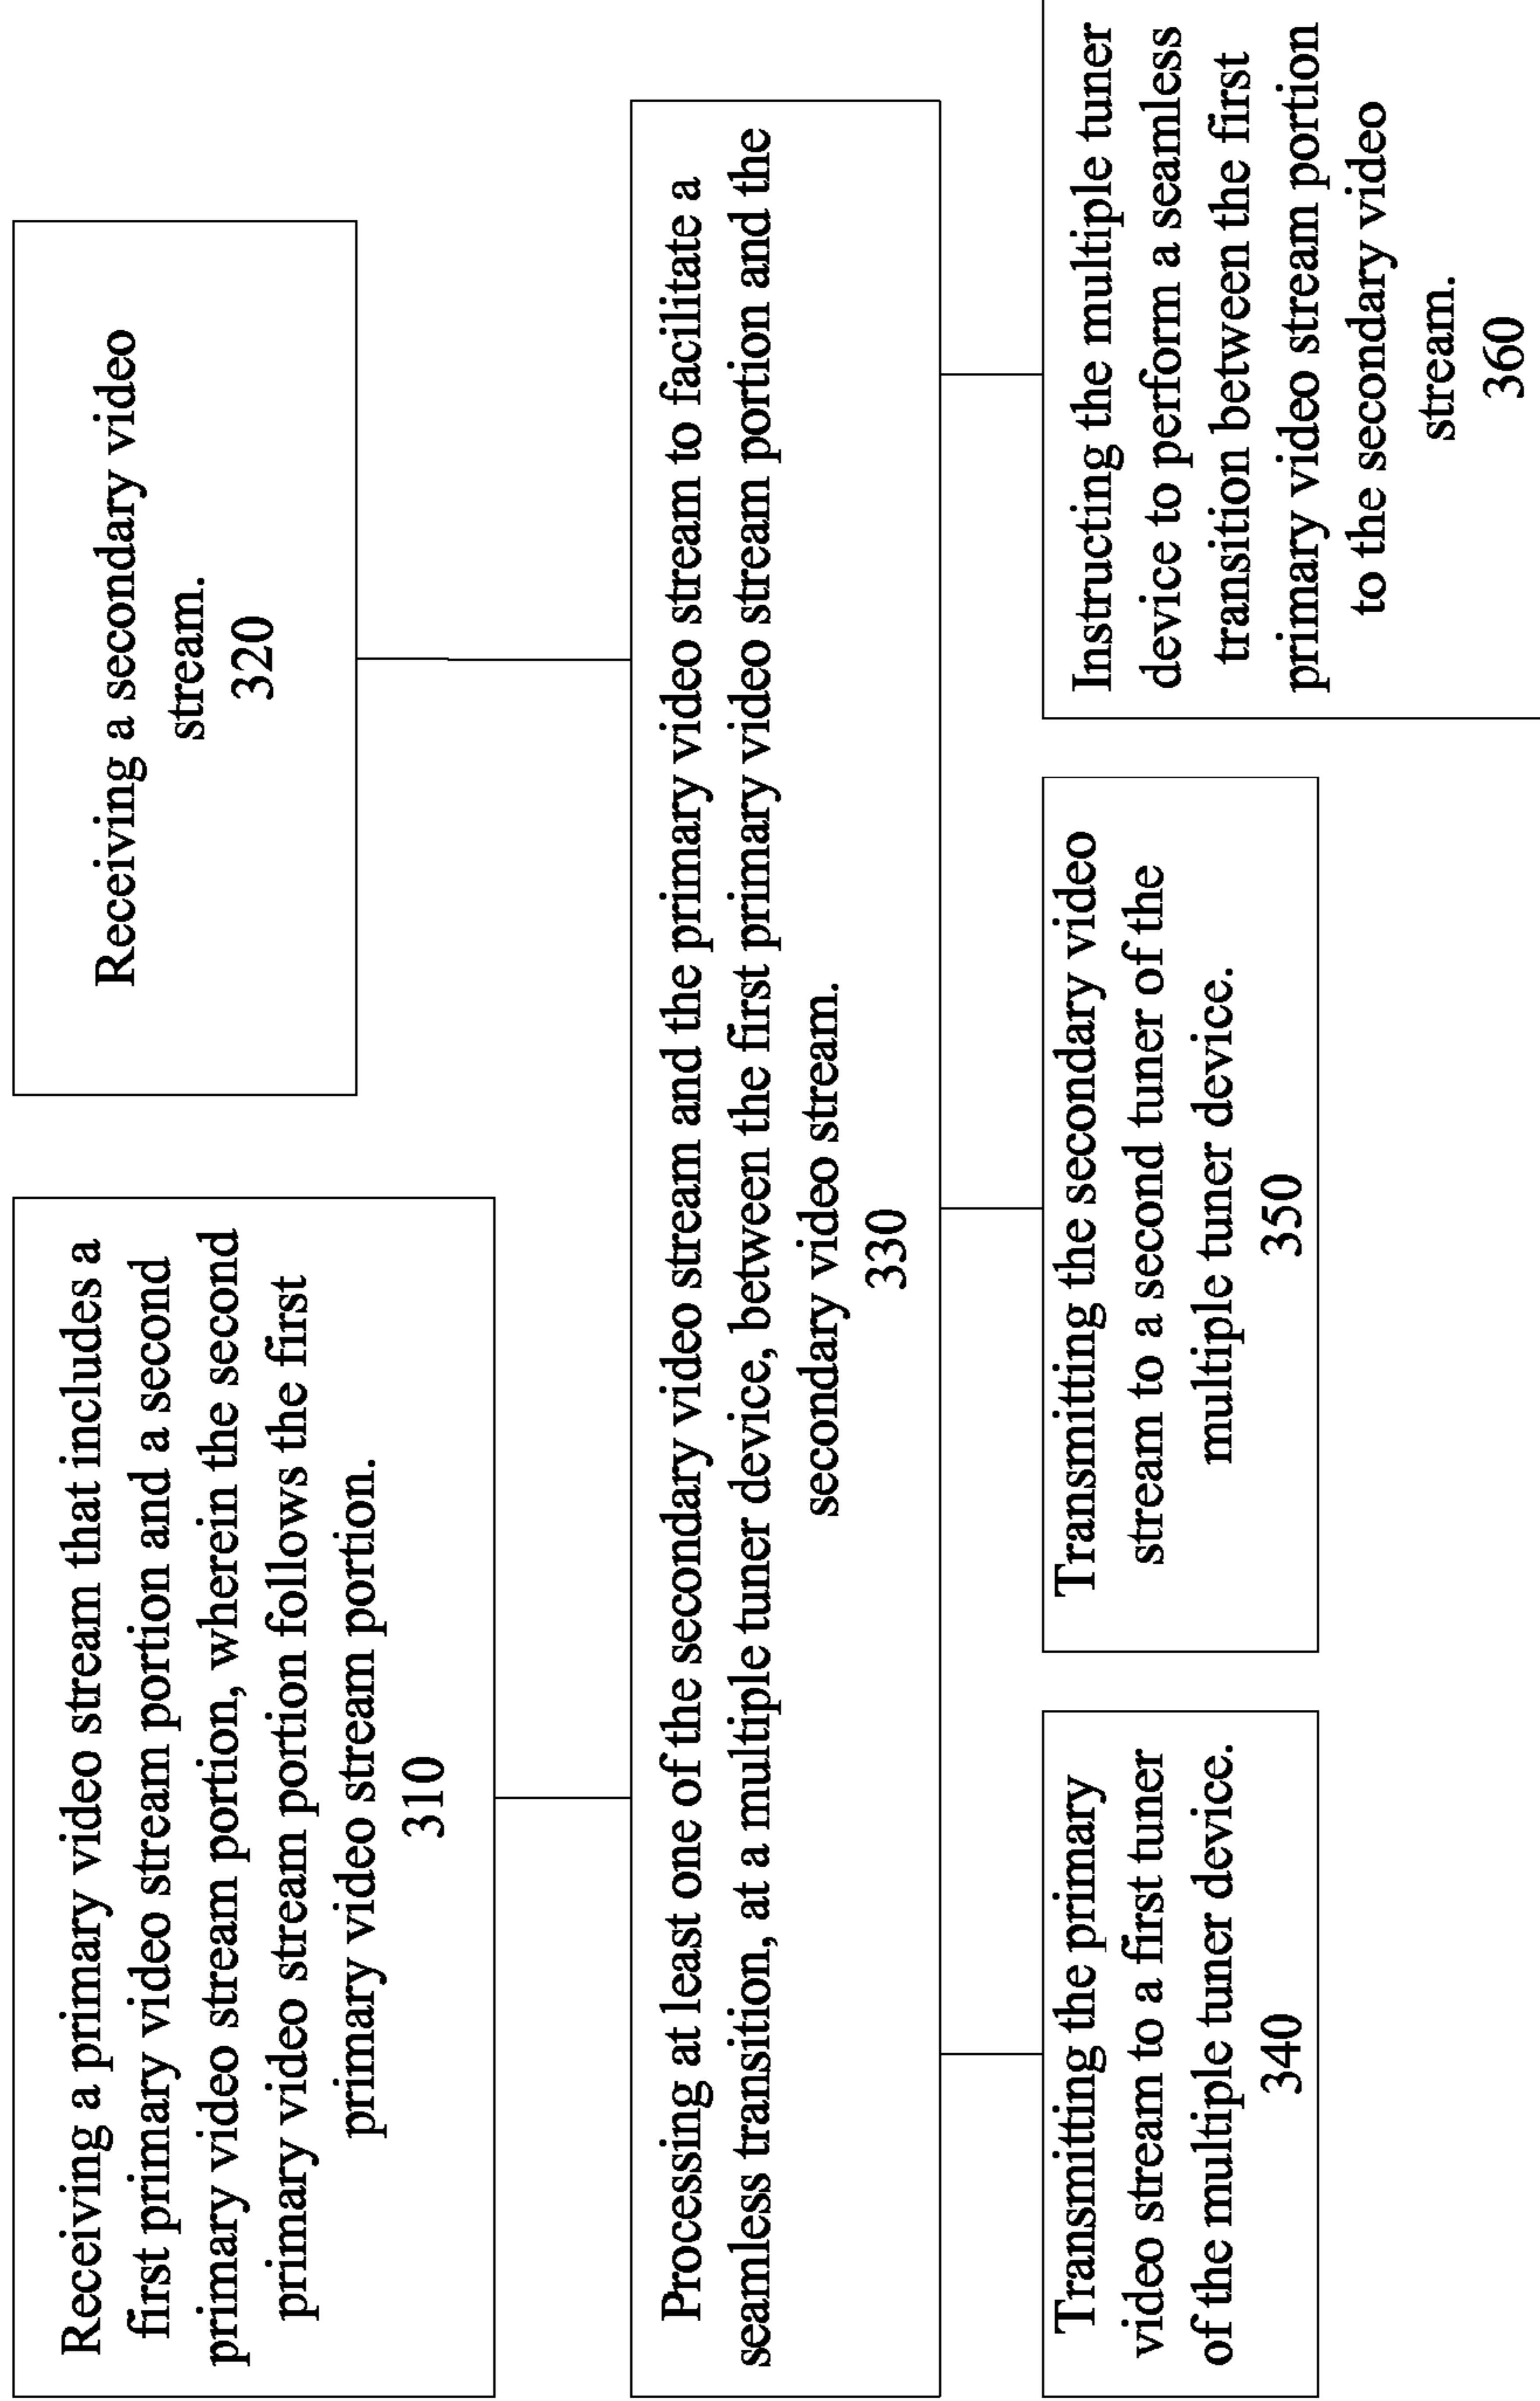 Receiving a primary video stream that includes a
first primary video stream portion and a second
primary video stream portion, wherein the second
primary video stream portion follows the first
primary video stream portion.
310
Receiving a secondary video
stream.
320
Processing at least one of the secondary video stream and the primary video stream to facilitate a
seamless transition, at a multiple tuner device, between the first primary video stream portion and the
secondary video stream.
330
Transmitting the primary
video stream to a first tuner
of the multiple tuner device.
340
Transmitting the secondary video
stream to a second tuner of the
multiple tuner device.
350
Instructing the multiple tuner
device to perform a seamless
transition between the first
primary video stream portion
to the secondary video
stream.
360